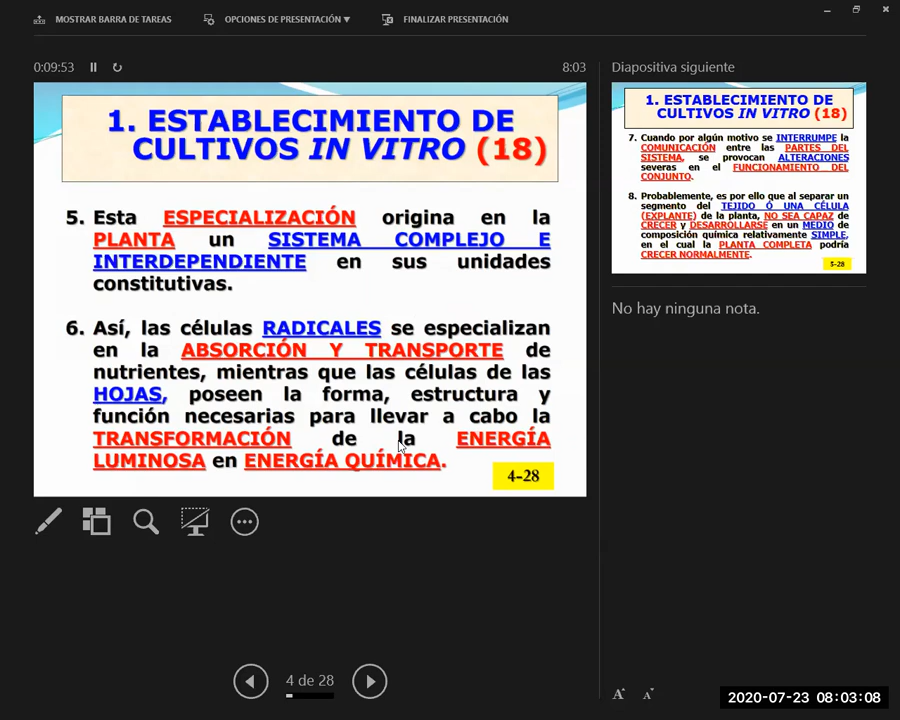 MOSTRAR BARRA DE TAREAS
OPCIONES DE PRESENTACIÓN ▼
FINALIZAR PRESENTACIÓN
0:09:53
8:03
1. ESTABLECIMIENTO DE
CULTIVOS IN VITRO (18)
5. Esta ESPECIALIZACIÓN origina en la
PLANTA un SISTEMA COMPLEJO E
INTERDEPENDIENTE en sus unidades
constitutivas.
6. Así, las células RADICALES se especializan
en la ABSORCIÓN Y TRANSPORTE de
nutrientes, mientras que las células de las
HOJAS, poseen la forma, estructura y
función necesarias para llevar a cabo la
TRANSFORMACIÓN de la ENERGÍA
LUMINOSA en ENERGÍA QUÍMICA.
4-28
Diapositiva siguiente
1. ESTABLECIMIENTO DE
CULTIVOS IN VITRO (18)
7. Cuando por algún motivo se INTERRUMPE la
COMUNICACIÓN entre las PARTES DEL
SISTEMA, se provocan ALTERACIONES
severas en el FUNCIONAMIENTO DEL
CONJUNTO.
8. Probablemente, es por ello que al separar un
segmento del TEJIDO Ó UNA CÉLULA
(EXPLANTE) de la planta, NO SEA CAPAZ de
CRECER y DESARROLLARSE en un MEDIO de
composición química relativamente SIMPLE,
en el cual la PLANTA COMPLETA podría
CRECER NORMALMENTE.
5-28
No hay ninguna nota.
4 de 28
A A
2020-07-23 08:03:08